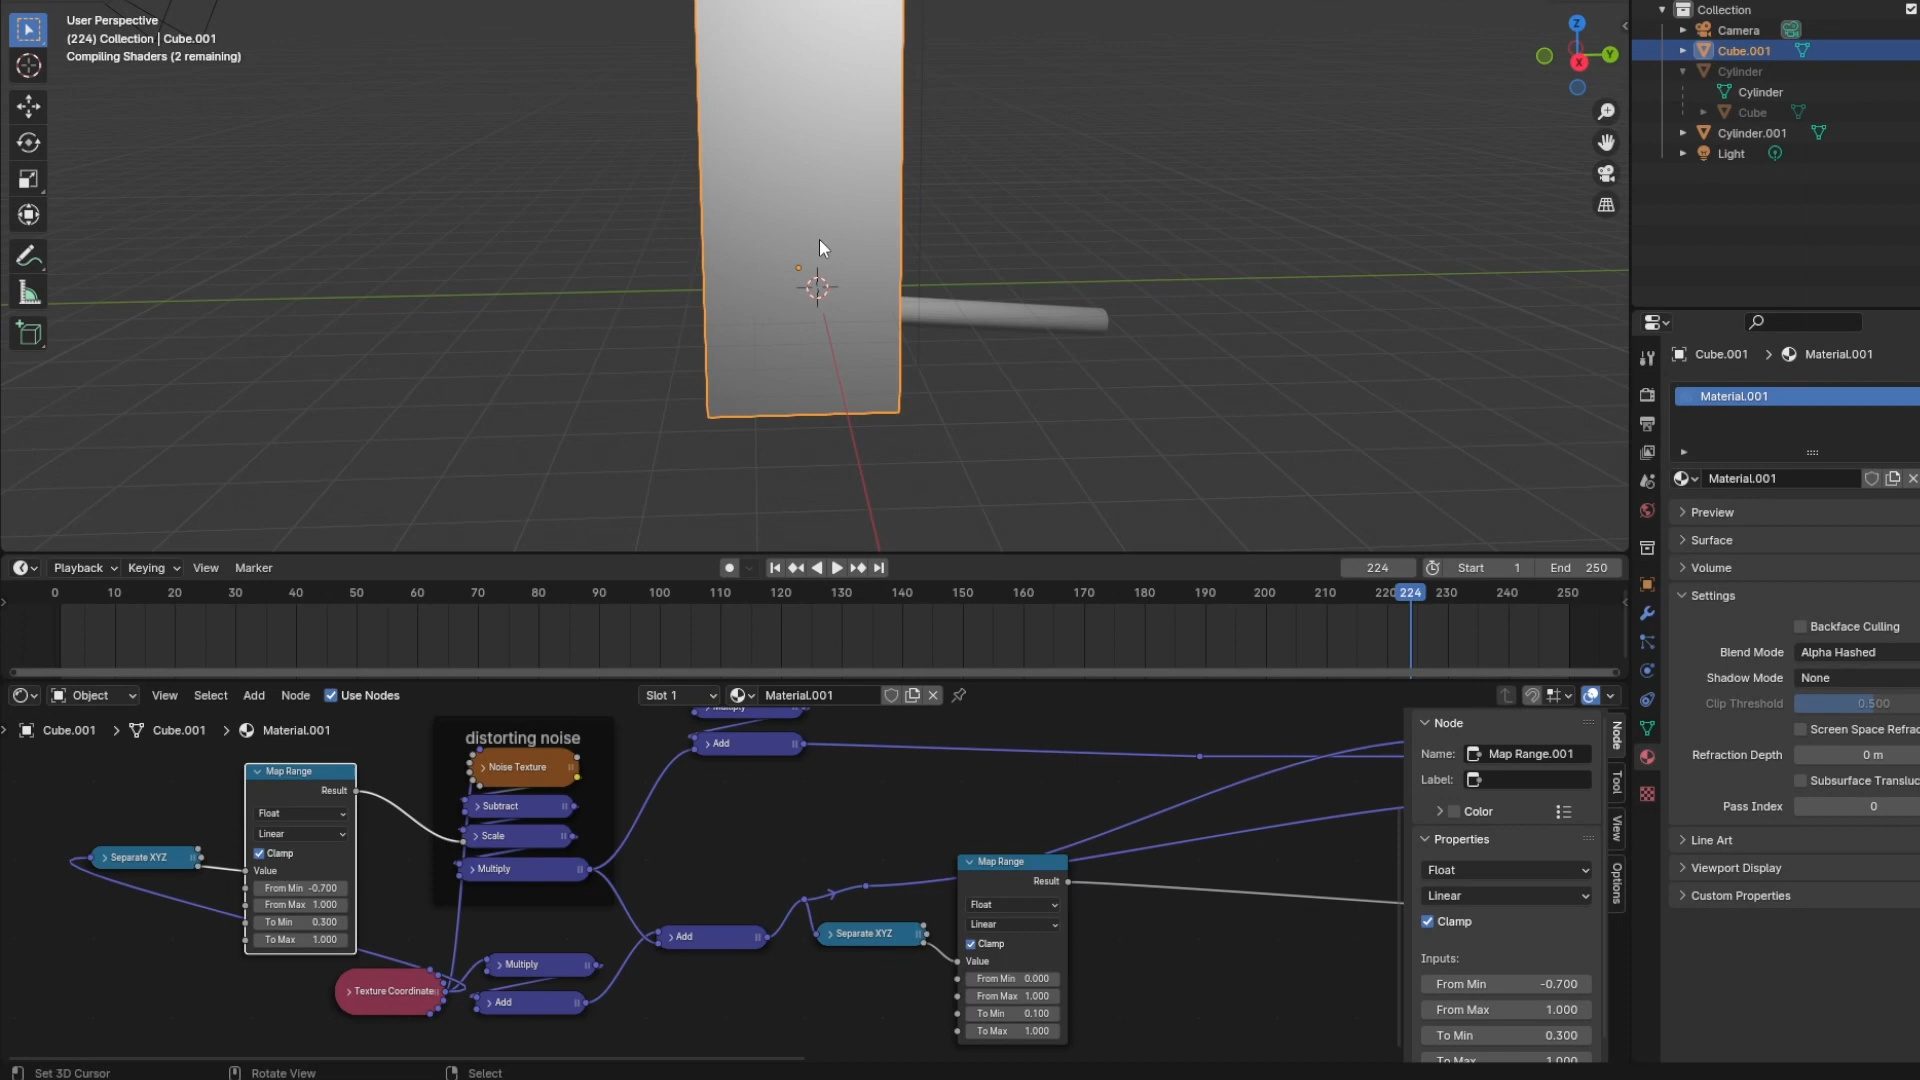 User Perspective
(224) Collection | Cube.001
Compiling Shaders (2 remaining)
Z
Y
X
Collection
Camera
Cube.001
Cylinder
Cylinder
Cube
Cylinder.001
Light
Cube.001 > Material.001
Material.001
Material.001
Preview
Surface
Volume
Settings
Backface Culling
Blend Mode Alpha Hashed
Shadow Mode None
Clip Threshold 0.500
Screen Space Refrac
Refraction Depth 0 m
Subsurface Transluc
Pass Index 0
Line Art
Viewport Display
Custom Properties
Playback Keying View Marker
224 Start 1 End 250
0 10 20 30 40 50 60 70 80 90 100 110 120 130 140 150 160 170 180 190 200 210 220 224 230 240 250
Object View Select Add Node Use Nodes Slot 1 Material.001
Cube.001 > Cube.001 > Material.001
distorting noise
Noise Texture
Subtract
Scale
Multiply
Map Range
Result
Float
Linear
Clamp
Value
From Min -0.700
From Max 1.000
To Min 0.300
To Max 1.000
Separate XYZ
Texture Coordinate
Multiply
Add
Multiply
Add
Add
Separate XYZ
Map Range
Result
Float
Linear
Clamp
Value
From Min 0.000
From Max 1.000
To Min 0.100
To Max 1.000
Node
Name: Map Range.001
Label:
Color
Properties
Float
Linear
Clamp
Inputs:
From Min -0.700
From Max 1.000
To Min 0.300
To Max 1.000
Node
Tool
View
Options
Set 3D Cursor Rotate View Select